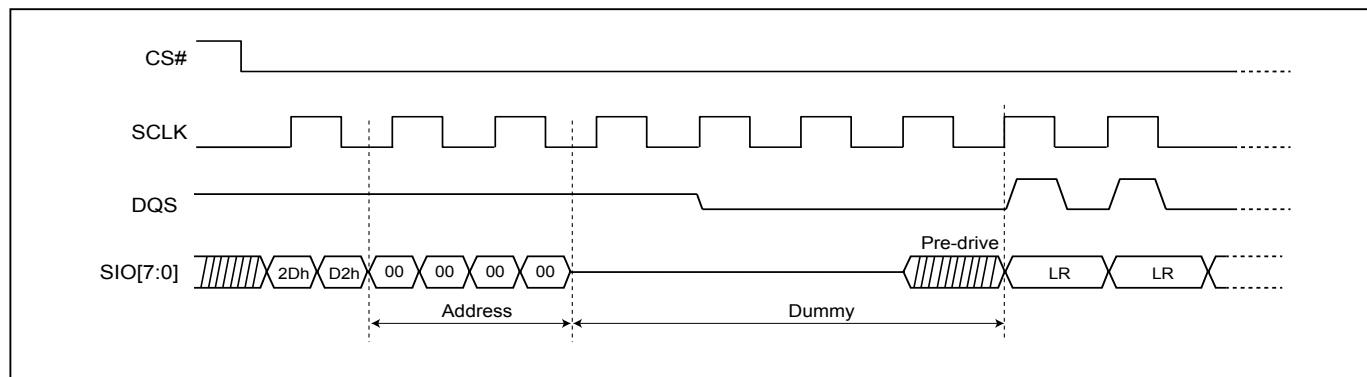 CS#
SCLK
DQS
Pre-drive
SIO[7:0] 2Dh D2h 00 00 00 00 LR LR
Address Dummy